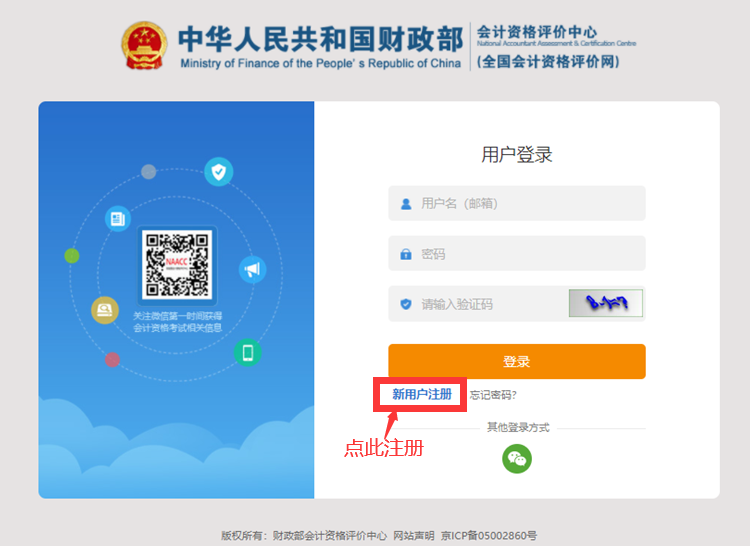 中华人民共和国财政部
Ministry of Finance of the People's Republic of China
会计资格评价中心
National Accountant Assessment & Certification Centre
(全国会计资格评价网)
用户登录
用户名（邮箱）
密码
请输入验证码
登录
新用户注册 忘记密码?
点此注册
其他登录方式
NAACC
关注微信第一时间获得
会计资格考试相关信息
版权所有：财政部会计资格评价中心 网站声明 京ICP备05002860号